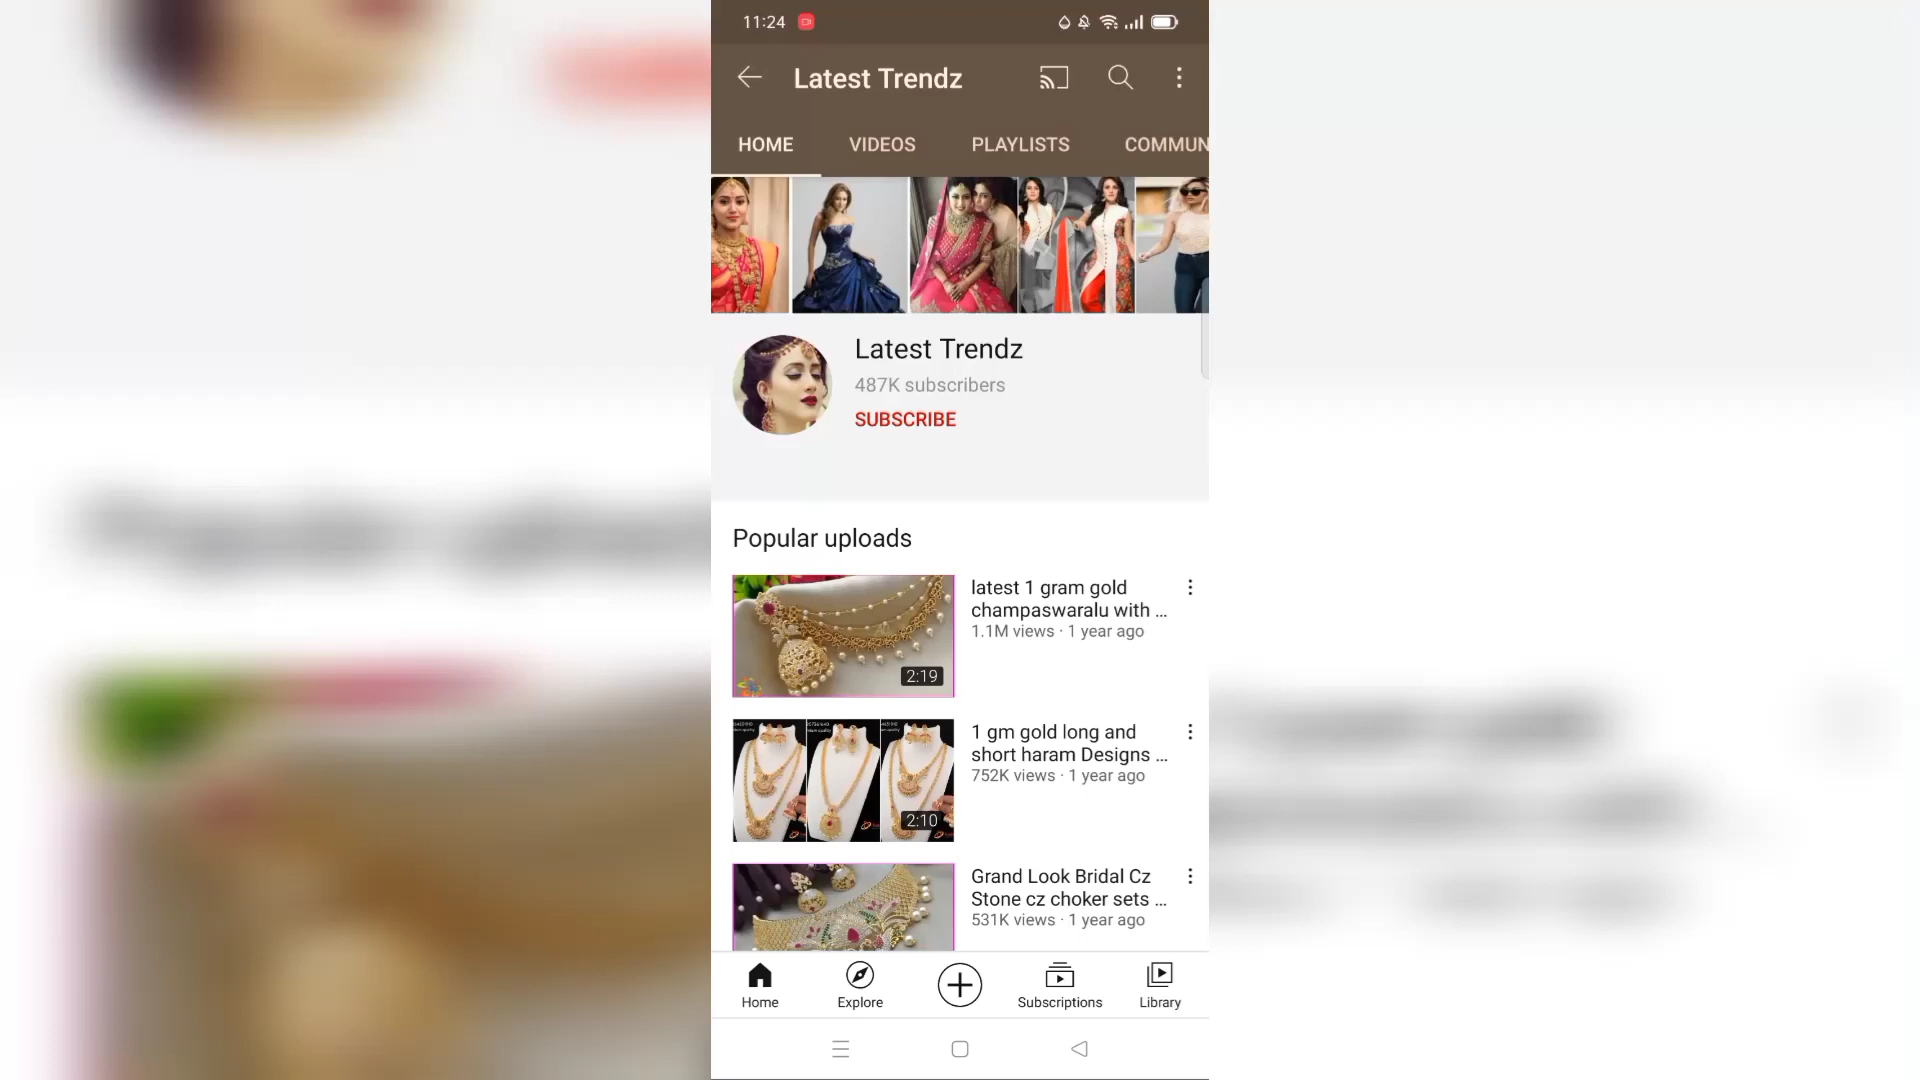 11:24
Latest Trendz
HOME VIDEOS PLAYLISTS COMMUN
Latest Trendz
487K subscribers
SUBSCRIBE
Popular uploads
latest 1 gram gold
champaswaralu with ...
1.1M views · 1 year ago
2:19
1 gm gold long and
short haram Designs ...
752K views · 1 year ago
2:10
Grand Look Bridal Cz
Stone cz choker sets ...
531K views · 1 year ago
Home Explore Subscriptions Library